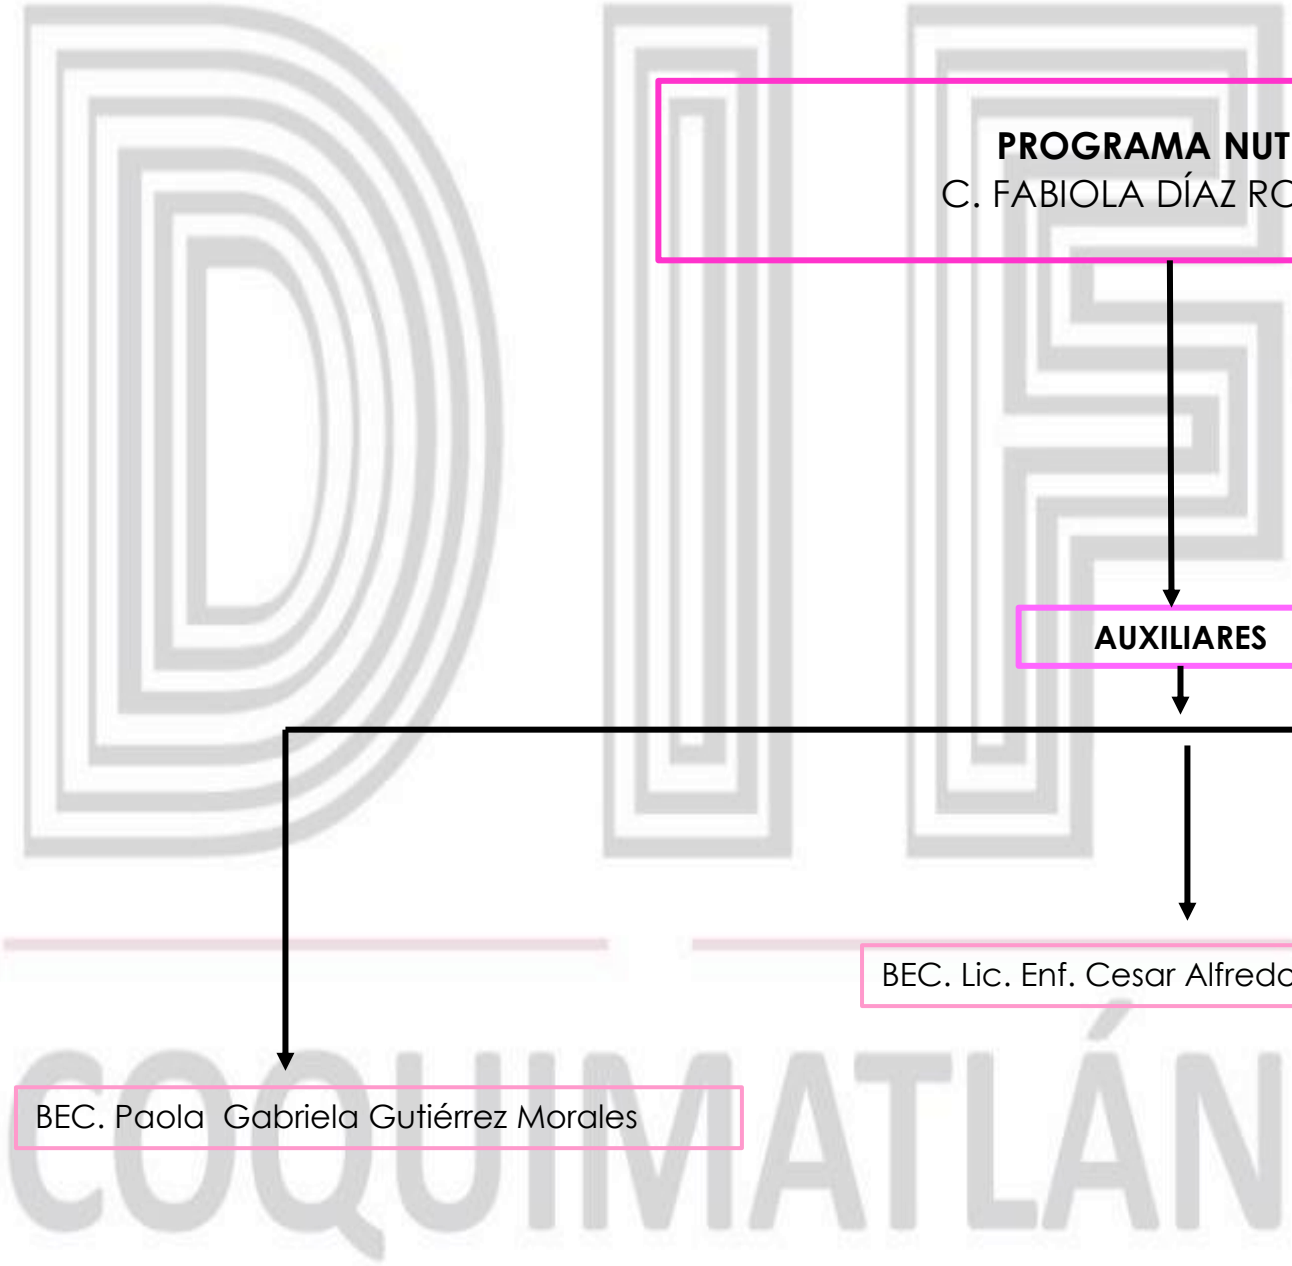 PROGRAMA NUT
C. FABIOLA DÍAZ RO
AUXILIARES
BEC. Lic. Enf. Cesar Alfredo
BEC. Paola Gabriela Gutiérrez Morales
DIF
COQUIMATLÁN